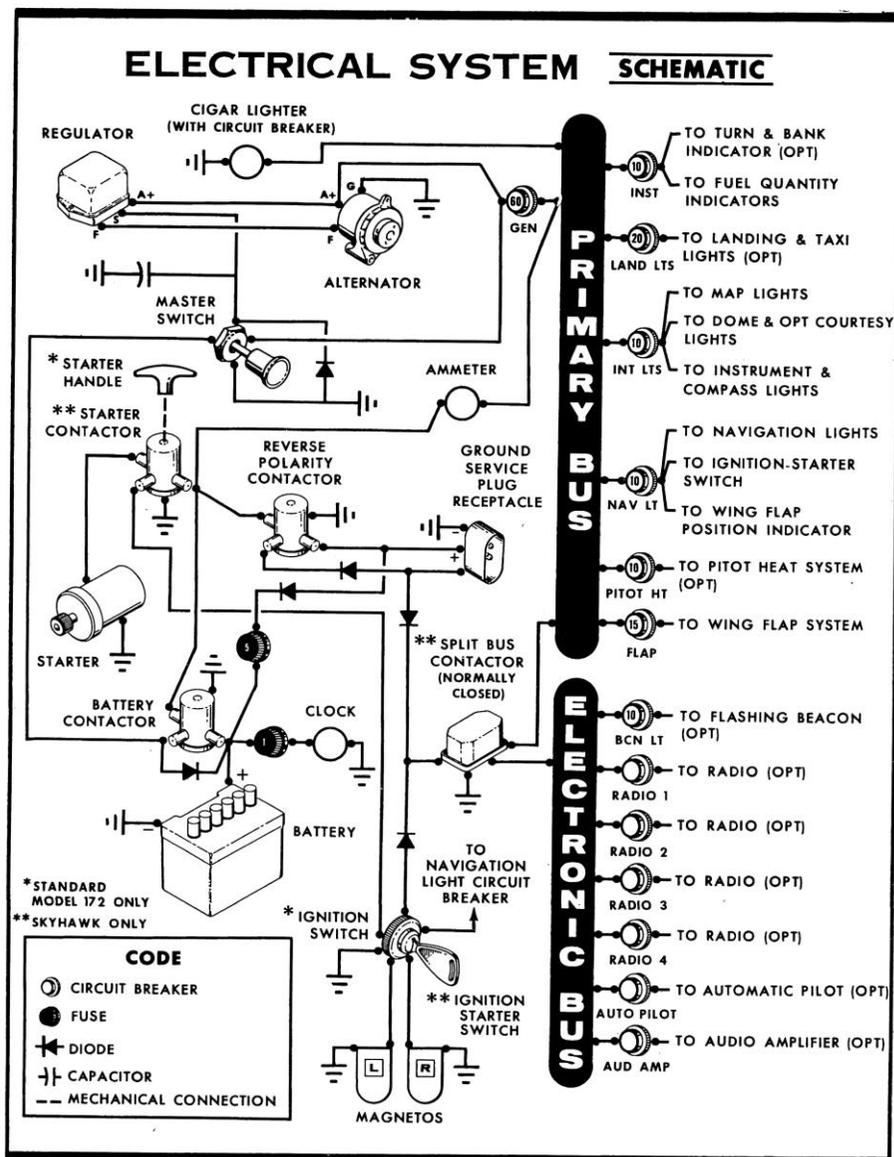 ELECTRICAL SYSTEM SCHEMATIC
CIGAR LIGHTER
(WITH CIRCUIT BREAKER)
REGULATOR
A+
S
F
A+
G
F
ALTERNATOR
60
GEN
MASTER
SWITCH
*STARTER
HANDLE
**STARTER
CONTACTOR
AMMETER
REVERSE
POLARITY
CONTACTOR
GROUND
SERVICE
PLUG
RECEPTACLE
-
+
STARTER
5
**SPLIT BUS
CONTACTOR
(NORMALLY
CLOSED)
BATTERY
CONTACTOR
1
CLOCK
+
-
BATTERY
*STANDARD
MODEL 172 ONLY
**SKYHAWK ONLY
TO
NAVIGATION
LIGHT CIRCUIT
BREAKER
*IGNITION
SWITCH
**IGNITION
STARTER
SWITCH
L
R
MAGNETOS
CODE
CIRCUIT BREAKER
FUSE
DIODE
CAPACITOR
MECHANICAL CONNECTION
PRIMARY BUS
10
INST
TO TURN & BANK
INDICATOR (OPT)
TO FUEL QUANTITY
INDICATORS
20
LAND LTS
TO LANDING & TAXI
LIGHTS (OPT)
10
INT LTS
TO MAP LIGHTS
TO DOME & OPT COURTESY
LIGHTS
TO INSTRUMENT &
COMPASS LIGHTS
10
NAV LT
TO NAVIGATION LIGHTS
TO IGNITION-STARTER
SWITCH
TO WING FLAP
POSITION INDICATOR
10
PITOT HT
TO PITOT HEAT SYSTEM
(OPT)
15
FLAP
TO WING FLAP SYSTEM
ELECTRONIC BUS
10
BCN LT
TO FLASHING BEACON
(OPT)
RADIO 1
TO RADIO (OPT)
RADIO 2
TO RADIO (OPT)
RADIO 3
TO RADIO (OPT)
RADIO 4
TO RADIO (OPT)
AUTO PILOT
TO AUTOMATIC PILOT (OPT)
AUD AMP
TO AUDIO AMPLIFIER (OPT)